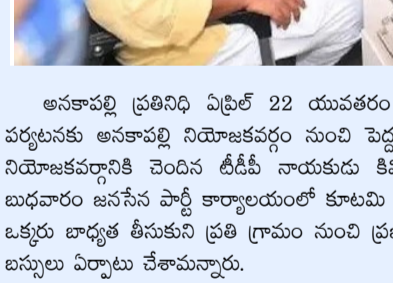 అనకాపల్లి ప్రతినిధి ఏప్రిల్ 22 యువతరం
పర్యటనకు అనకాపల్లి నియోజకవర్గం నుంచి పెద్ద
నియోజకవర్గానికి చెందిన టీడీపీ నాయకుడు కి
బుధవారం జనసేన పార్టీ కార్యాలయంలో కూటమి
ఒక్కరు బాధ్యత తీసుకుని ప్రతి గ్రామం నుంచి ప్ర
బస్సులు ఏర్పాటు చేశామన్నారు.